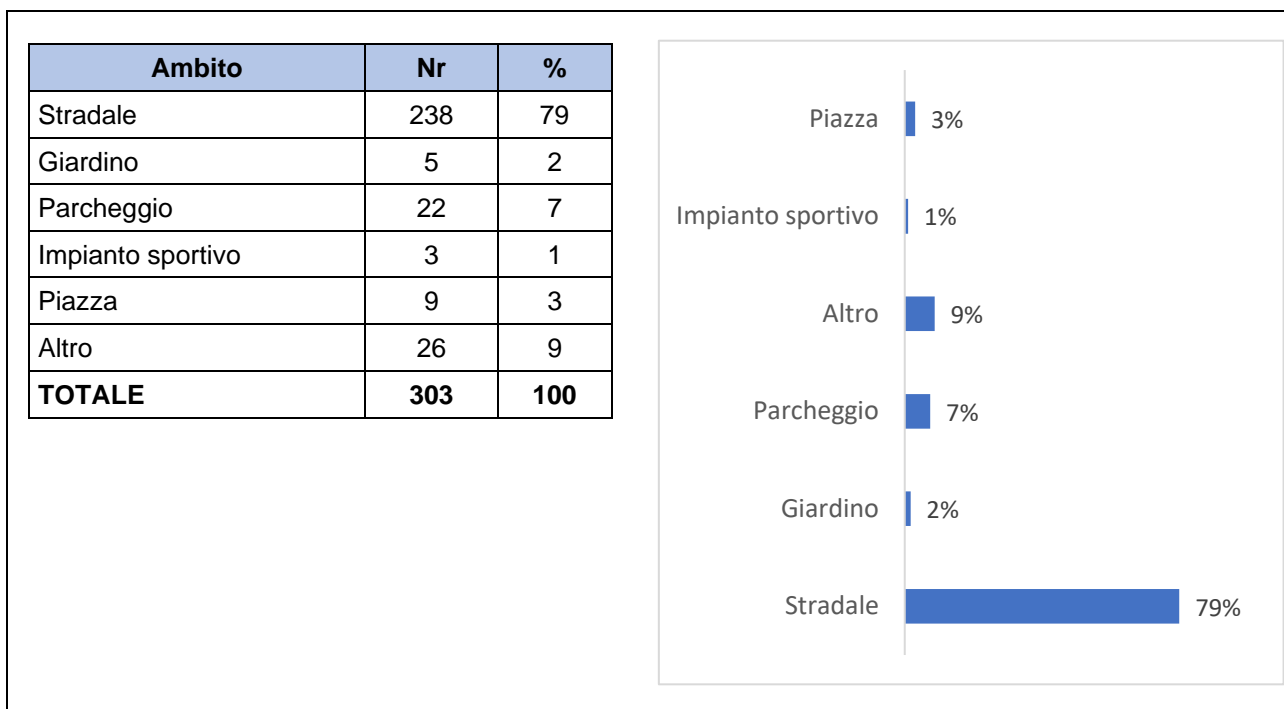 Ambito Nr %
Stradale 238 79
Giardino 5 2
Parcheggio 22 7
Impianto sportivo 3 1
Piazza 9 3
Altro 26 9
TOTALE 303 100
Piazza 3%
Impianto sportivo 1%
Altro 9%
Parcheggio 7%
Giardino 2%
Stradale 79%